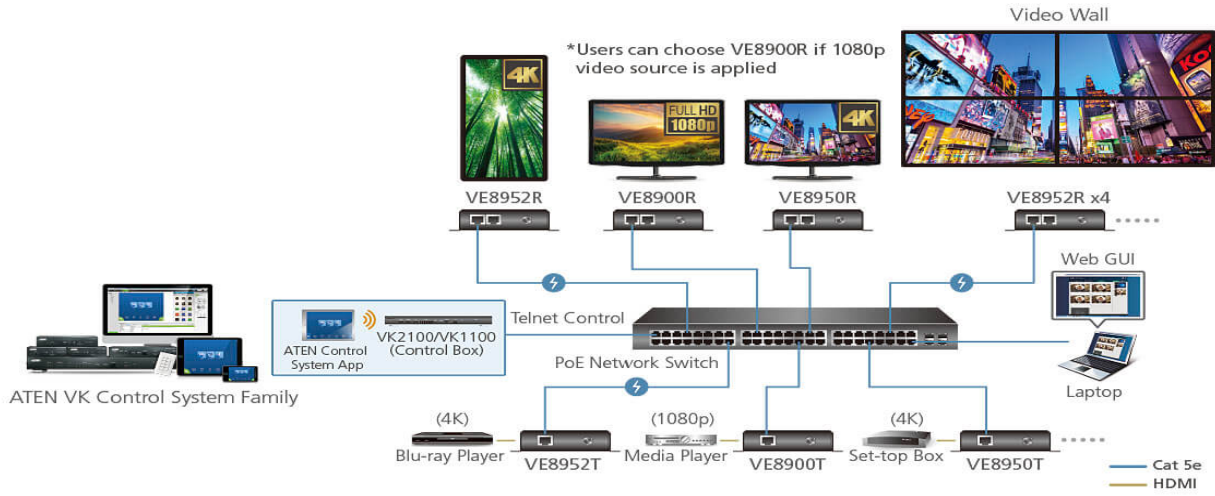 Video Wall
*Users can choose VE8900R if 1080p
video source is applied
4K
FULL HD
1080p
4K
VE8952R
VE8900R
VE8950R
VE8952R x4
Web GUI
Telnet Control
ATEN Control
System App
VK2100/VK1100
(Control Box)
PoE Network Switch
Laptop
ATEN VK Control System Family
(4K)
Blu-ray Player
VE8952T
(1080p)
Media Player
VE8900T
(4K)
Set-top Box
VE8950T
Cat 5e
HDMI